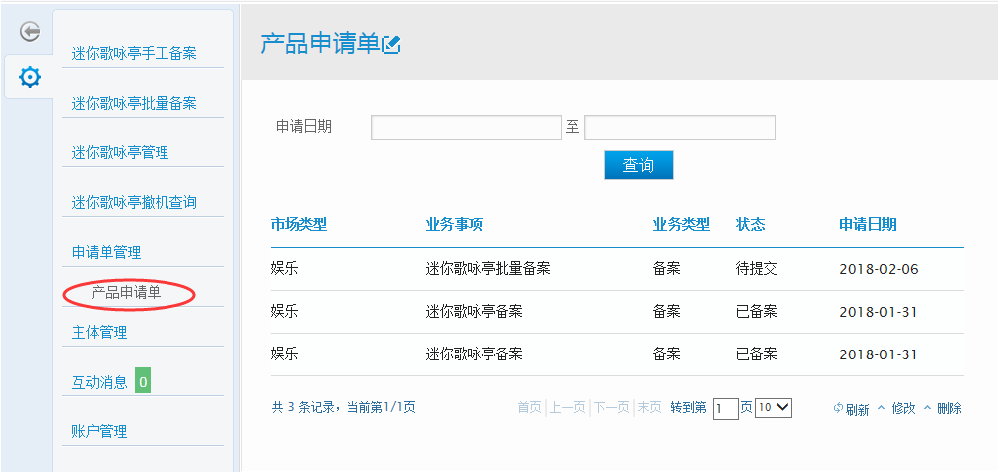 迷你歌咏亭手工备案
迷你歌咏亭批量备案
迷你歌咏亭管理
迷你歌咏亭撤机查询
申请单管理
产品申请单
主体管理
互动消息 0
账户管理
产品申请单
申请日期 至
查询
市场类型 业务事项 业务类型 状态 申请日期
娱乐 迷你歌咏亭批量备案 备案 待提交 2018-02-06
娱乐 迷你歌咏亭备案 备案 已备案 2018-01-31
娱乐 迷你歌咏亭备案 备案 已备案 2018-01-31
共 3 条记录，当前第1/1页 首页 上一页 下一页 末页 转到第 1 页 10 刷新 ^ 修改 ^ 删除